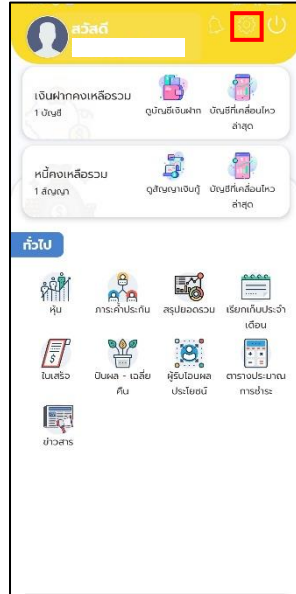 สวัสดี
เงินฝากคงเหลือรวม
1 บัญชี
ดูบัญชีเงินฝาก
บัญชีที่เคลื่อนไหว
ล่าสุด
หนี้คงเหลือรวม
1 สัญญา
ดูสัญญาเงินกู้
บัญชีที่เคลื่อนไหว
ล่าสุด
ทั่วไป
หุ้น
ภาระค้ำประกัน
สรุปยอดรวม
เรียกเก็บประจำ
เดือน
ใบเสร็จ
ปันผล - เฉลี่ย
คืน
ผู้รับโอนผล
ประโยชน์
ตารางประมาณ
การชำระ
ข่าวสาร